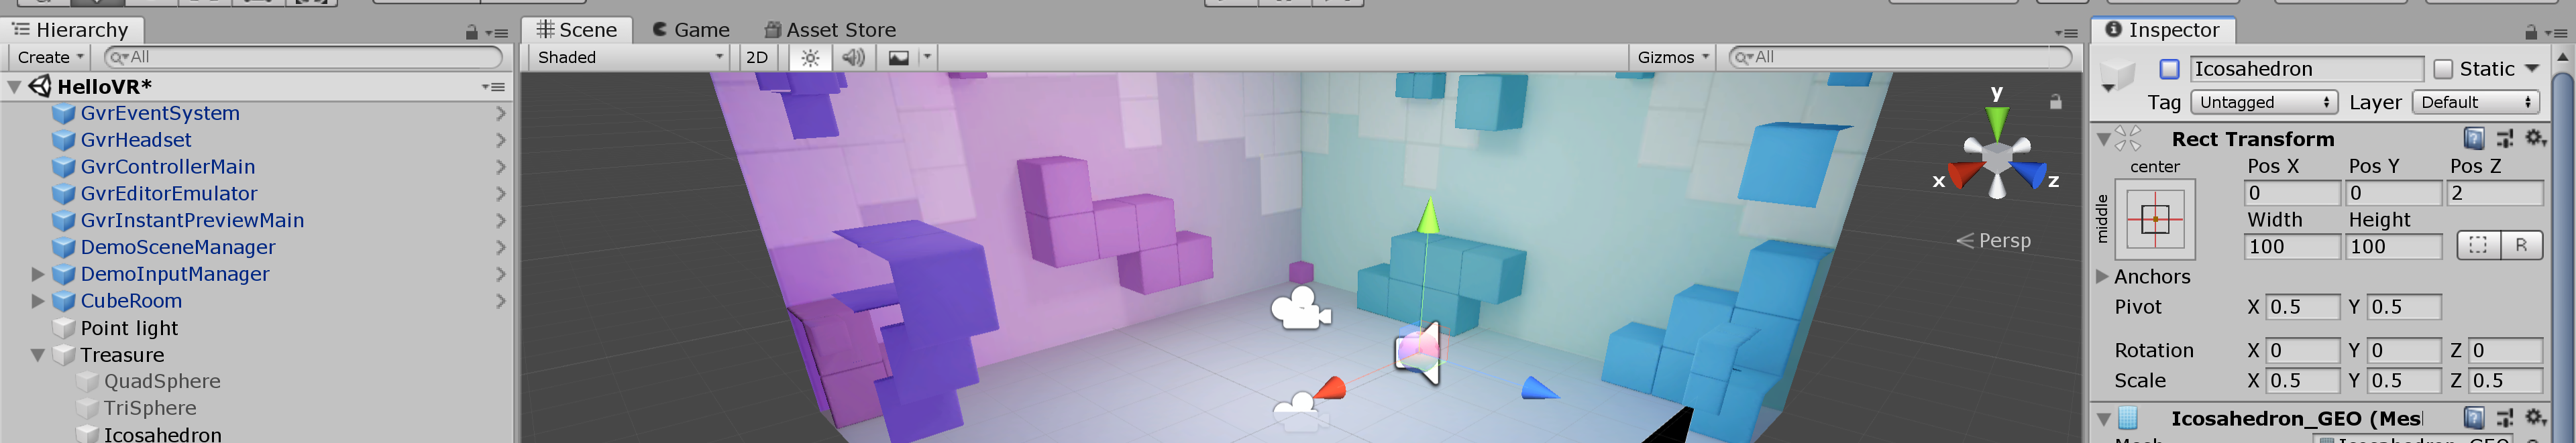 Hierarchy
Create
All
HelloVR*
GvrEventSystem
GvrHeadset
GvrControllerMain
GvrEditorEmulator
GvrInstantPreviewMain
DemoSceneManager
DemoInputManager
CubeRoom
Point light
Treasure
QuadSphere
TriSphere
Icosahedron
Scene Game Asset Store
Shaded 2D Gizmos All
y
x z
Persp
Inspector
Icosahedron Static
Tag Untagged Layer Default
Rect Transform
center Pos X Pos Y Pos Z
middle 0 0 2
Width Height
100 100 R
Anchors
Pivot X 0.5 Y 0.5
Rotation X 0 Y 0 Z 0
Scale X 0.5 Y 0.5 Z 0.5
Icosahedron_GEO (Mesh